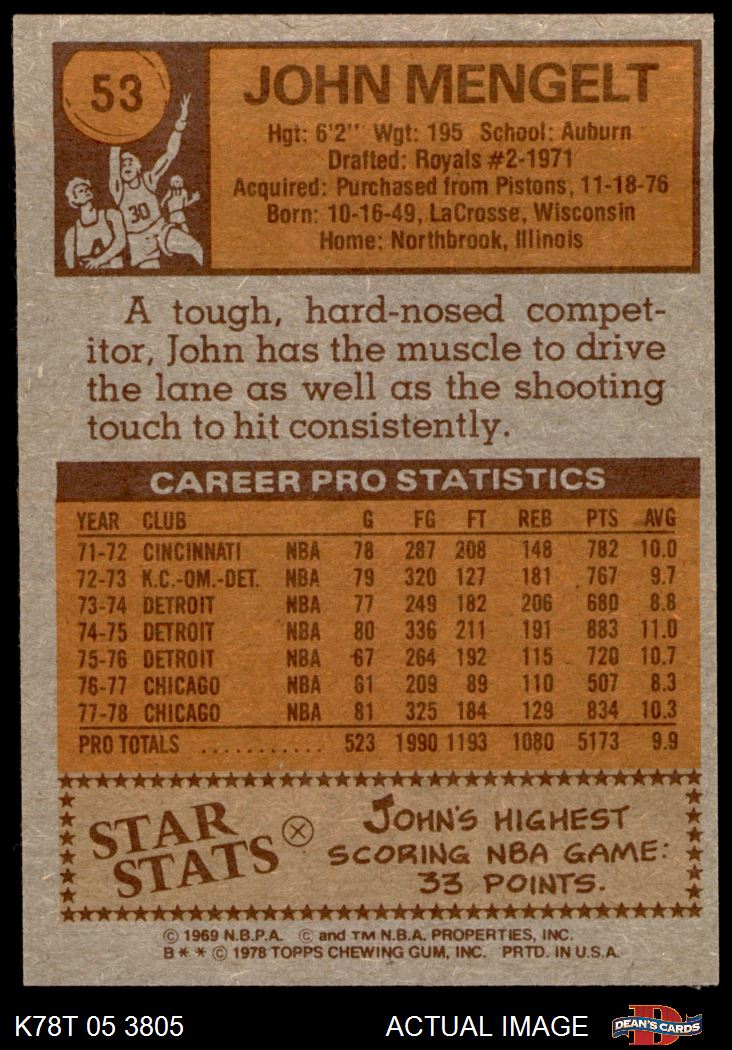 53
JOHN MENGELT
Hgt: 6'2" Wgt: 195 School: Auburn
Drafted: Royals #2-1971
Acquired: Purchased from Pistons, 11-18-76
Born: 10-16-49, LaCrosse, Wisconsin
Home: Northbrook, Illinois
30
A tough, hard-nosed compet-
itor, John has the muscle to drive
the lane as well as the shooting
touch to hit consistently.
CAREER PRO STATISTICS
YEAR CLUB G FG FT REB PTS AVG
71-72 CINCINNATI NBA 78 287 208 148 782 10.0
72-73 K.C.-OM.-DET. NBA 79 320 127 181 767 9.7
73-74 DETROIT NBA 77 249 182 206 680 8.8
74-75 DETROIT NBA 80 336 211 191 883 11.0
75-76 DETROIT NBA 67 264 192 115 720 10.7
76-77 CHICAGO NBA 61 209 89 110 507 8.3
77-78 CHICAGO NBA 81 325 184 129 834 10.3
PRO TOTALS ........... 523 1990 1193 1080 5173 9.9
STAR
STATS
JOHN'S HIGHEST
SCORING NBA GAME:
33 POINTS.
© 1969 N.B.P.A. © and TM N.B.A. PROPERTIES, INC.
B * * © 1978 TOPPS CHEWING GUM, INC. PRTD. IN U.S.A.
K78T 05 3805 ACTUAL IMAGE DEAN'S CARDS